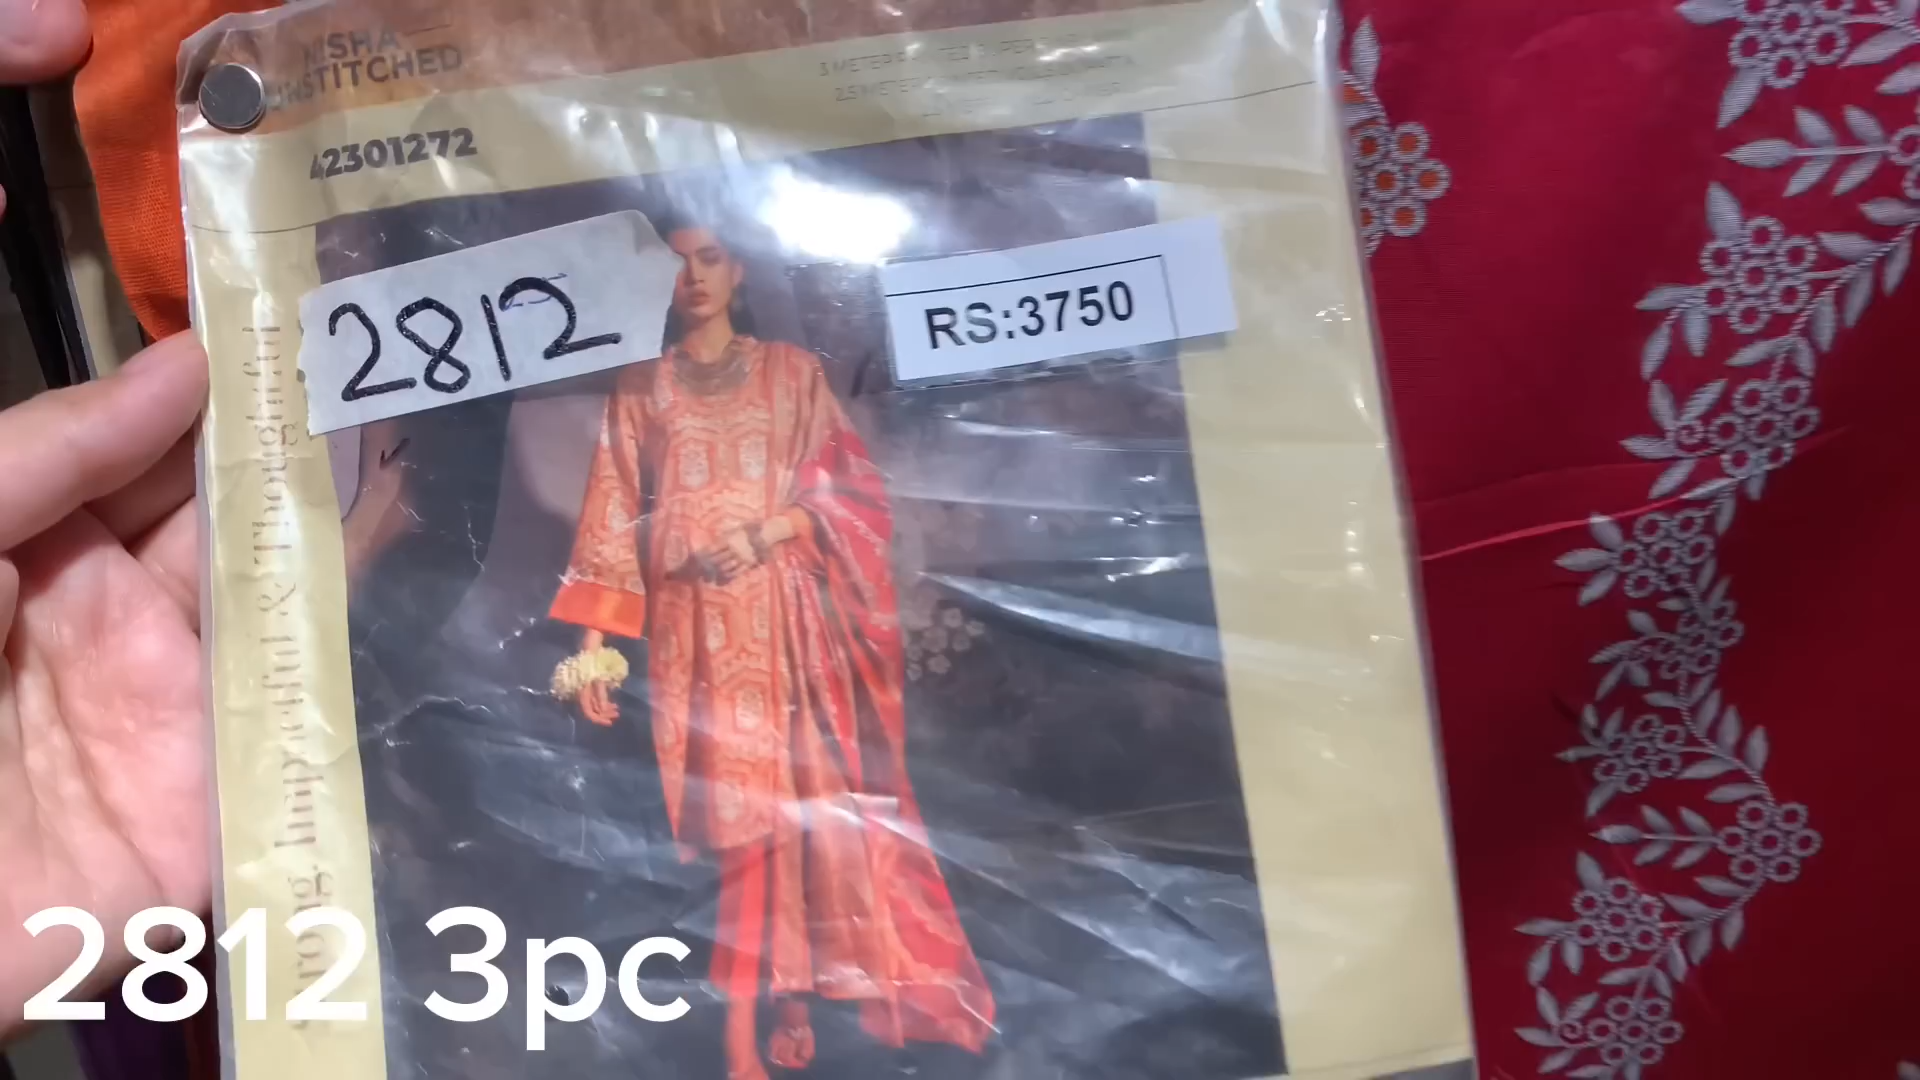 NISHA
UNSTITCHED
42301272
2812
RS:3750
Impactful & Thoughtful
2812 3pc